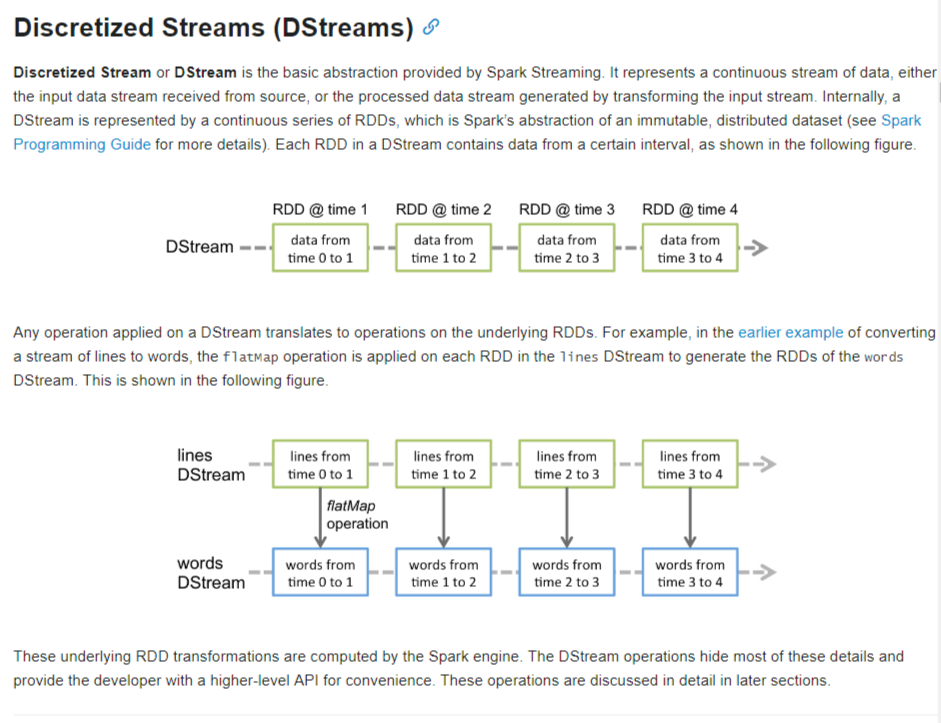 Discretized Streams (DStreams)
Discretized Stream or DStream is the basic abstraction provided by Spark Streaming. It represents a continuous stream of data, either
the input data stream received from source, or the processed data stream generated by transforming the input stream. Internally, a
DStream is represented by a continuous series of RDDs, which is Spark's abstraction of an immutable, distributed dataset (see Spark
Programming Guide for more details). Each RDD in a DStream contains data from a certain interval, as shown in the following figure.
RDD @ time 1 RDD @ time 2 RDD @ time 3 RDD @ time 4
DStream
data from data from data from data from
time 0 to 1 time 1 to 2 time 2 to 3 time 3 to 4
Any operation applied on a DStream translates to operations on the underlying RDDs. For example, in the earlier example of converting
a stream of lines to words, the flatMap operation is applied on each RDD in the lines DStream to generate the RDDs of the words
DStream. This is shown in the following figure.
lines lines from lines from lines from lines from
DStream time 0 to 1 time 1 to 2 time 2 to 3 time 3 to 4
flatMap
operation
words words from words from words from words from
DStream time 0 to 1 time 1 to 2 time 2 to 3 time 3 to 4
These underlying RDD transformations are computed by the Spark engine. The DStream operations hide most of these details and
provide the developer with a higher-level API for convenience. These operations are discussed in detail in later sections.